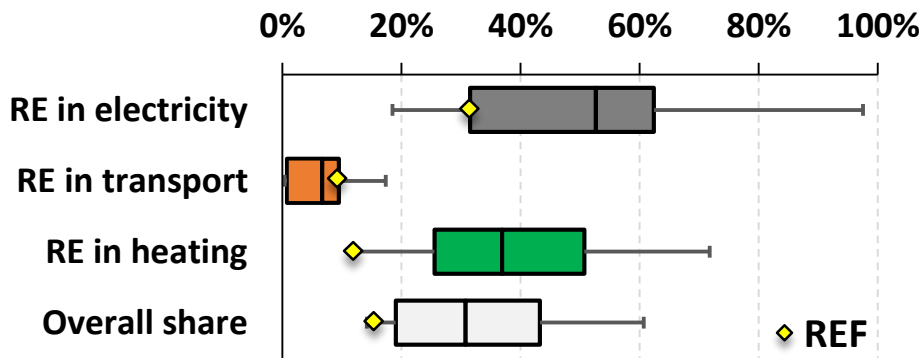 0% 20% 40% 60% 80% 100%
RE in electricity
RE in transport
RE in heating
Overall share
REF